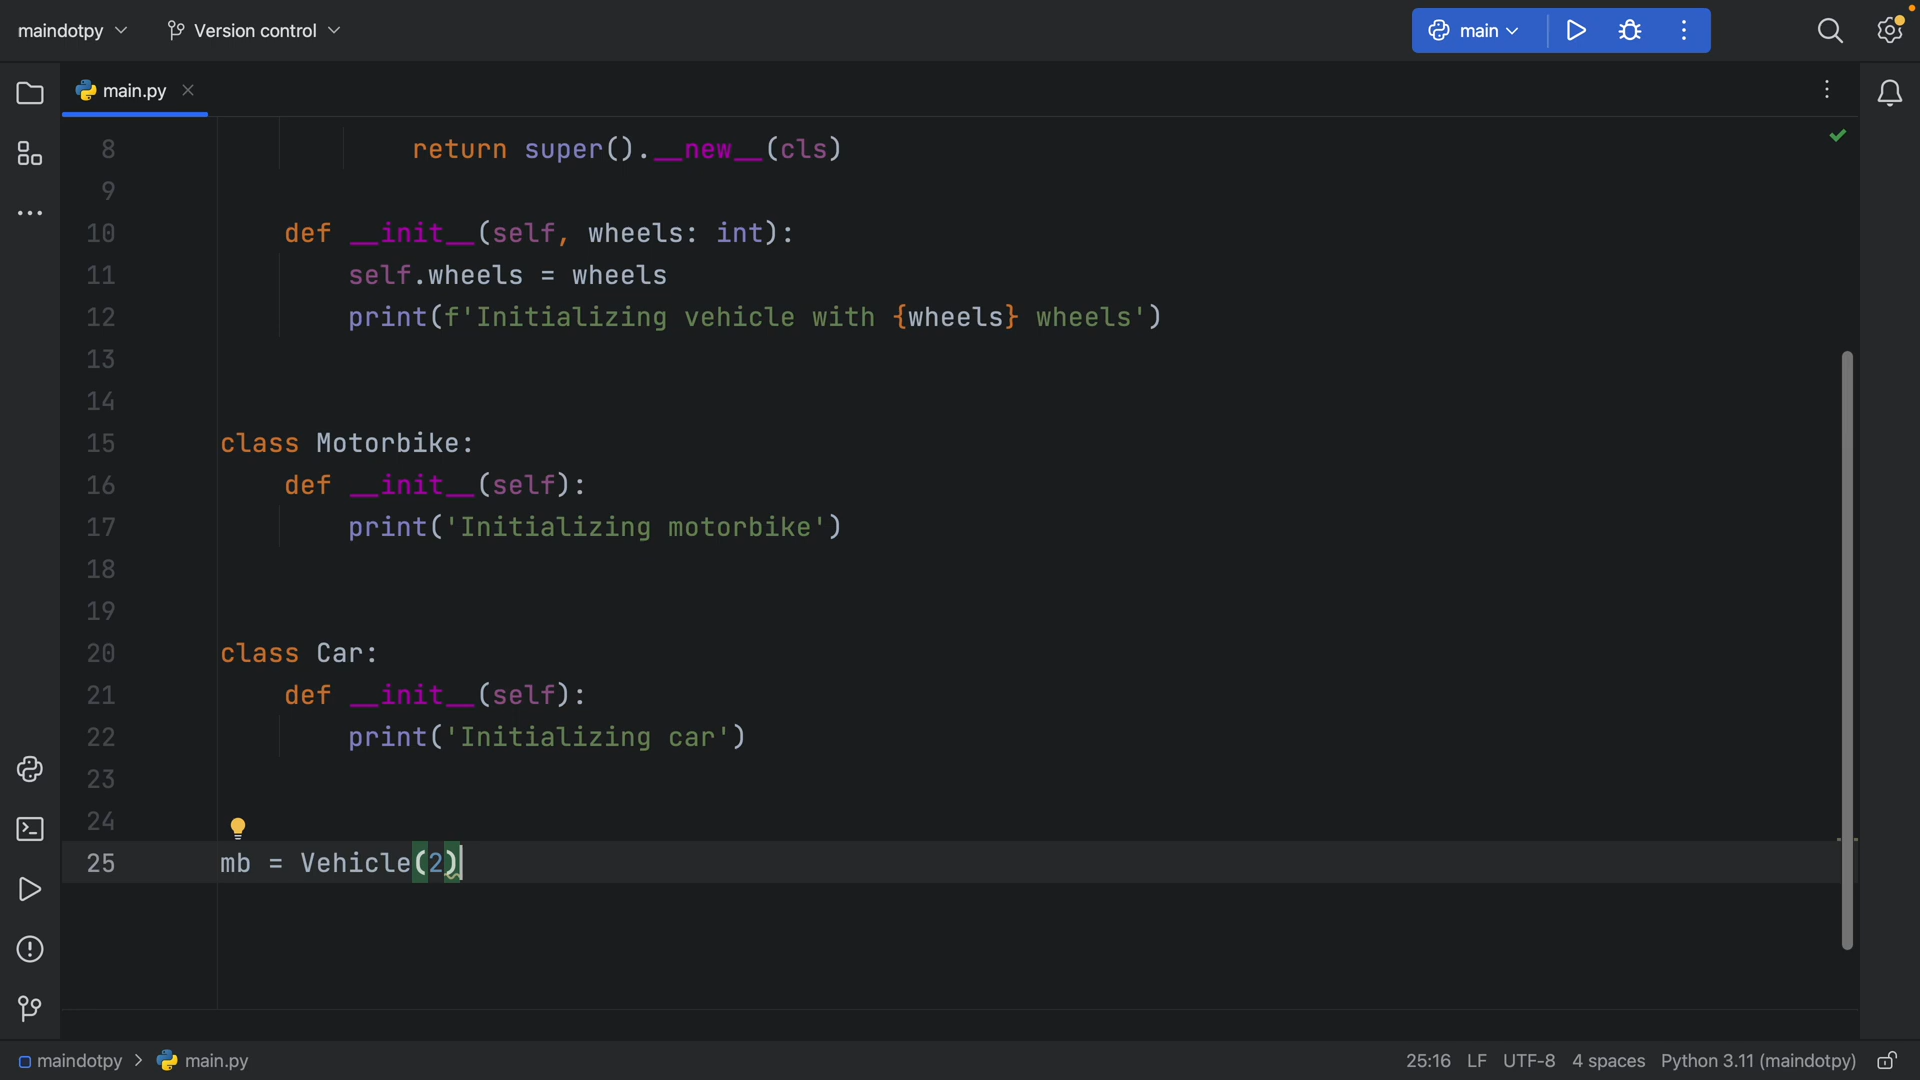 maindotpy Version control main
main.py
8 return super().__new__(cls)
9
10 def __init__(self, wheels: int):
11 self.wheels = wheels
12 print(f'Initializing vehicle with {wheels} wheels')
13
14
15 class Motorbike:
16 def __init__(self):
17 print('Initializing motorbike')
18
19
20 class Car:
21 def __init__(self):
22 print('Initializing car')
23
24
25 mb = Vehicle(2)
maindotpy > main.py 25:16 LF UTF-8 4 spaces Python 3.11 (maindotpy)